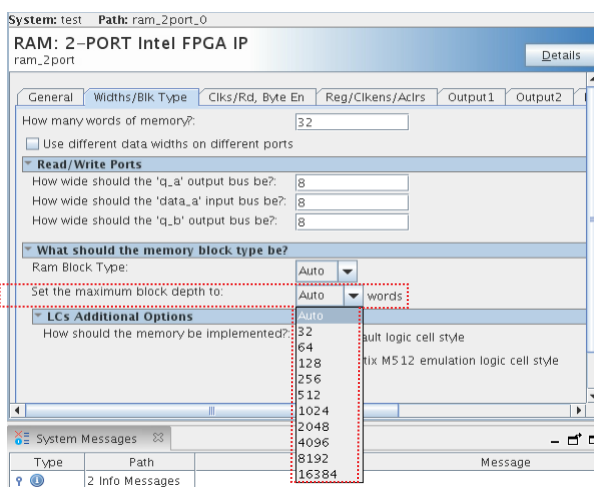 System: test Path: ram_2port_0
RAM: 2-PORT Intel FPGA IP
ram_2port
Details
General Widths/Blk Type Clks/Rd, Byte En Reg/Clkens/Aclrs Output1 Output2
How many words of memory?: 32
Use different data widths on different ports
Read/Write Ports
How wide should the 'q_a' output bus be?: 8
How wide should the 'data_a' input bus be?: 8
How wide should the 'q_b' output bus be?: 8
What should the memory block type be?
Ram Block Type: Auto
Set the maximum block depth to: Auto words
LCs Additional Options
Auto
How should the memory be implemented?: ault logic cell style
32
64
128 tix M512 emulation logic cell style
256
512
1024
2048
4096
8192
16384
System Messages
Type Path Message
2 Info Messages